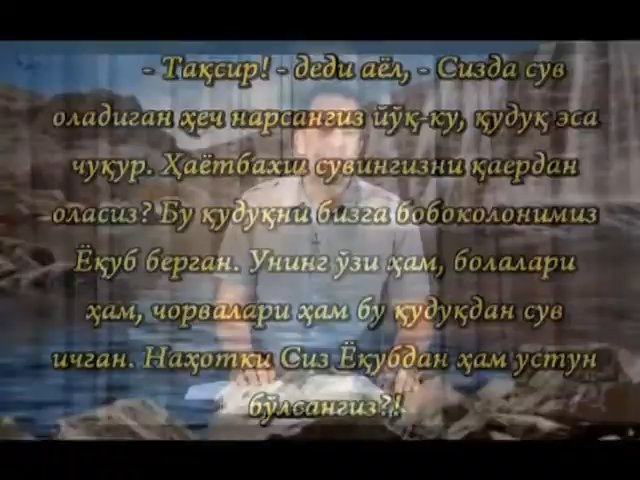 - Тақсир! - деди аёл, - Сизда сув
оладиган ҳеч нарсангиз йўқ-ку, қудуқ эса
чуқур. Ҳаётбахш сувингизни қаердан
оласиз? Бу қудуқни бизга бобоколонимиз
Ёқуб берган. Унинг ўзи ҳам, болалари
ҳам, чорвалари ҳам бу қудуқдан сув
ичган. Наҳотки Сиз Ёқубдан ҳам устун
бўлсангиз?!